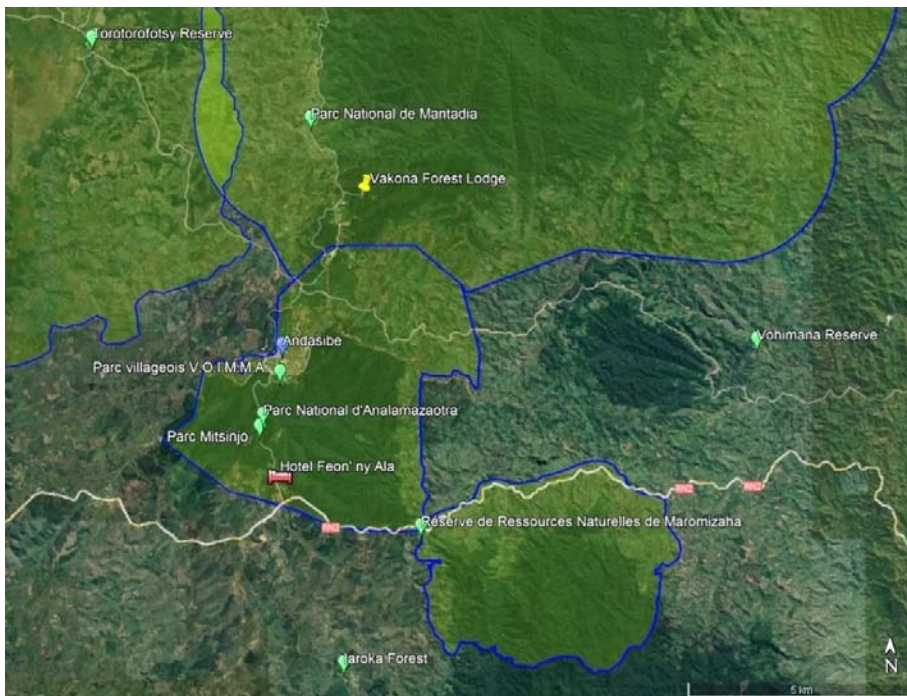 Torotorofotsy Reserve
Parc National de Mantadia
Vakona Forest Lodge
Vohimana Reserve
Andasibe
Parc villageois V.O.I.M.M.A.
Parc National d'Analamazaotra
Parc Mitsinjo
Hotel Feon' ny Ala
RN2
RN2
RN2
Réserve de Ressources Naturelles de Maromizaha
Iaroka Forest
N
5 km